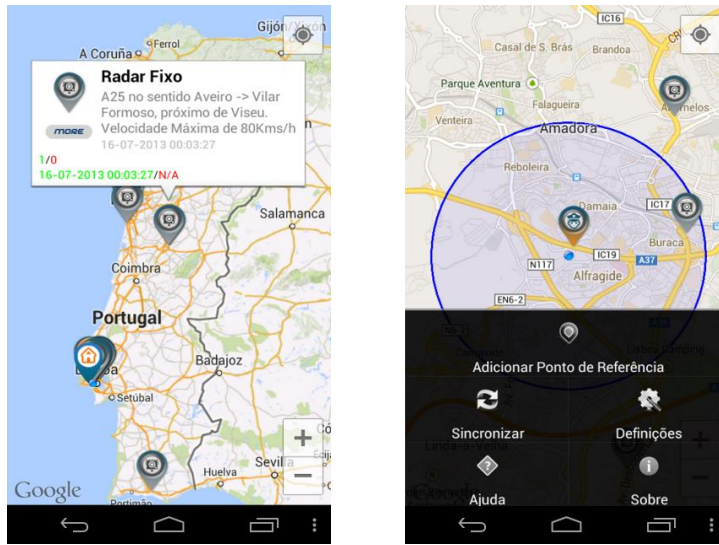 Gijón/Xixón
Ferrol
A Coruña
Radar Fixo
A25 no sentido Aveiro -> Vilar
Formoso, próximo de Viseu.
Velocidade Máxima de 80Kms/h
more
16-07-2013 00:03:27
1/0
16-07-2013 00:03:27/N/A
Salamanca
Coimbra
Portugal
Badajoz
Setúbal
Huelva
Sevilla
Google
Portimão
IC16
Casal de S. Brás
Brandoa
Parque Aventura
Falagueira
Venteira
Amadora
Reboleira
Damaia
IC17
Buraca
IC19
A37
N117
Alfragide
EN6-2
Adicionar Ponto de Referência
Sincronizar
Definições
Linda-a-Velha
Ajuda
Sobre